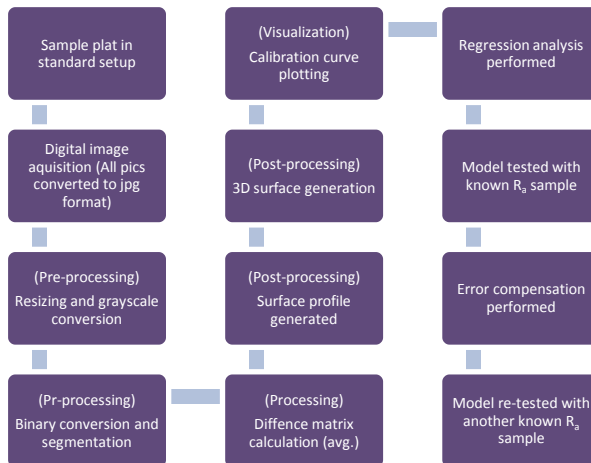 Sample plat in
standard setup
Digital image
aquisition (All pics
converted to jpg
format)
(Pre-processing)
Resizing and grayscale
conversion
(Pr-processing)
Binary conversion and
segmentation
(Processing)
Diffence matrix
calculation (avg.)
(Post-processing)
Surface profile
generated
(Post-processing)
3D surface generation
(Visualization)
Calibration curve
plotting
Regression analysis
performed
Model tested with
known Ra sample
Error compensation
performed
Model re-tested with
another known Ra
sample